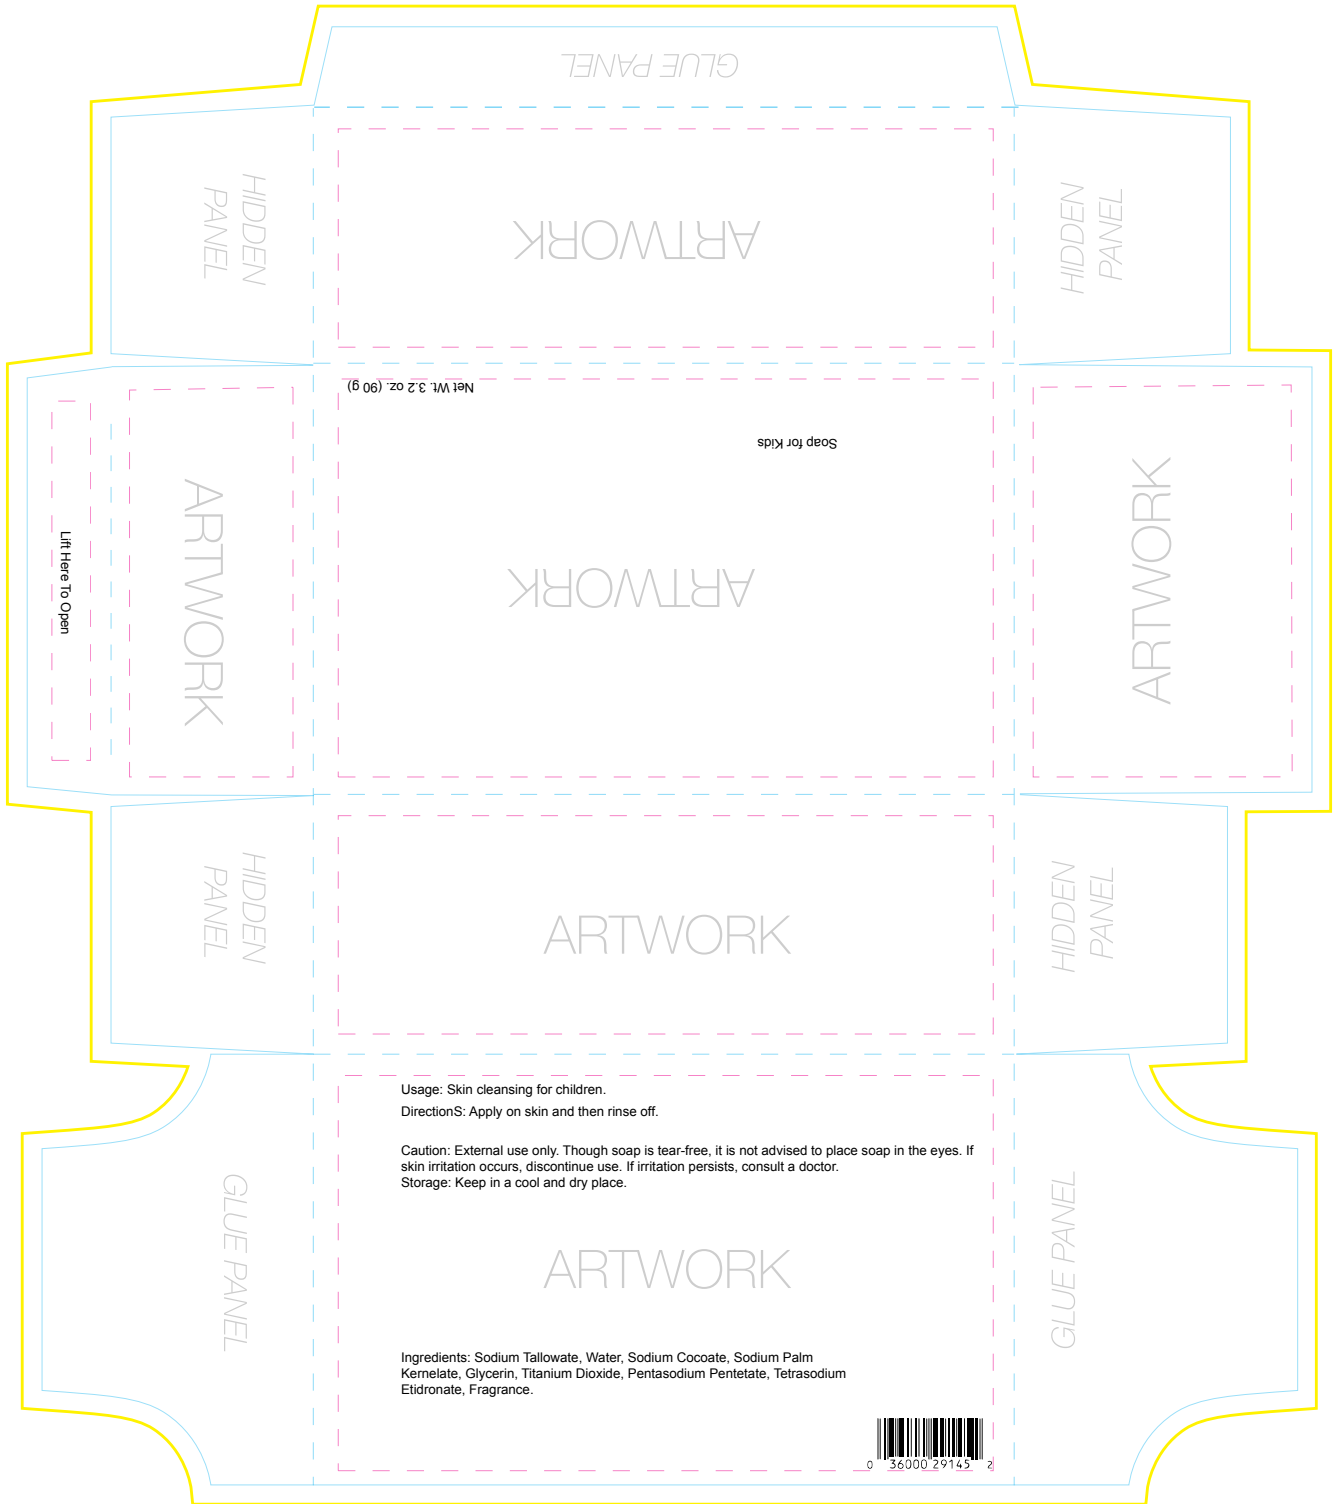 GLUE PANEL
HIDDEN
PANEL
ARTWORK
HIDDEN
PANEL
Net Wt. 3.2 oz. (90 g)
Soap for Kids
Lift Here To Open
ARTWORK
ARTWORK
ARTWORK
HIDDEN
PANEL
ARTWORK
HIDDEN
PANEL
Usage: Skin cleansing for children.
DirectionS: Apply on skin and then rinse off.
Caution: External use only. Though soap is tear-free, it is not advised to place soap in the eyes. If
skin irritation occurs, discontinue use. If irritation persists, consult a doctor.
Storage: Keep in a cool and dry place.
GLUE PANEL
ARTWORK
GLUE PANEL
Ingredients: Sodium Tallowate, Water, Sodium Cocoate, Sodium Palm
Kernelate, Glycerin, Titanium Dioxide, Pentasodium Pentetate, Tetrasodium
Etidronate, Fragrance.
0 36000 29145 2